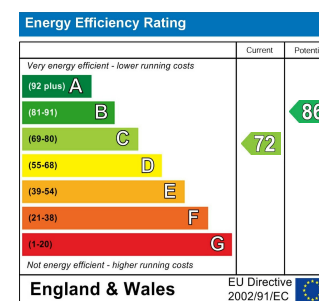 Energy Efficiency Rating
Current Potenti
Very energy efficient - lower running costs
(92 plus) A
(81-91) B
(69-80) C
(55-68) D
(39-54) E
(21-38) F
(1-20) G
72
86
Not energy efficient - higher running costs
England & Wales
EU Directive
2002/91/EC